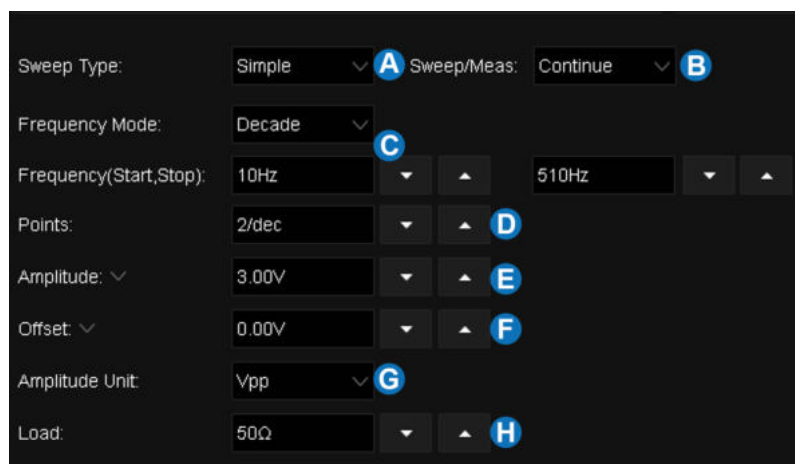 Sweep Type: Simple A Sweep/Meas: Continue B
Frequency Mode: Decade
C
Frequency(Start,Stop): 10Hz 510Hz
Points: 2/dec D
Amplitude: 3.00V E
Offset: 0.00V F
Amplitude Unit: Vpp G
Load: 50Ω H